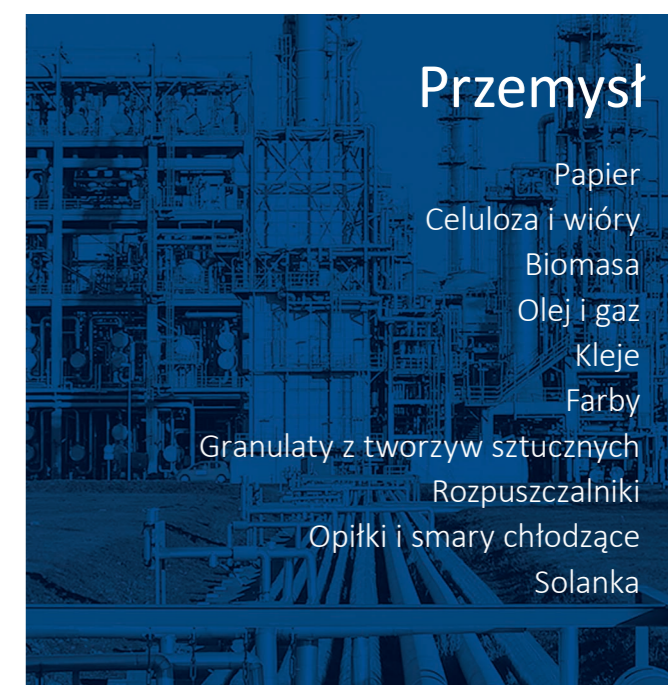 Przemysł
Papier
Celuloza i wióry
Biomasa
Olej i gaz
Kleje
Farby
Granulaty z tworzyw sztucznych
Rozpuszczalniki
Opiłki i smary chłodzące
Solanka